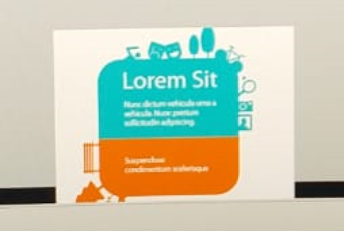 Lorem Sit
Nunc dictum vehicula urna a
vehicula. Nunc pretium
sollicitudin adipiscing.
Suspendisse
condimentum scelerisque